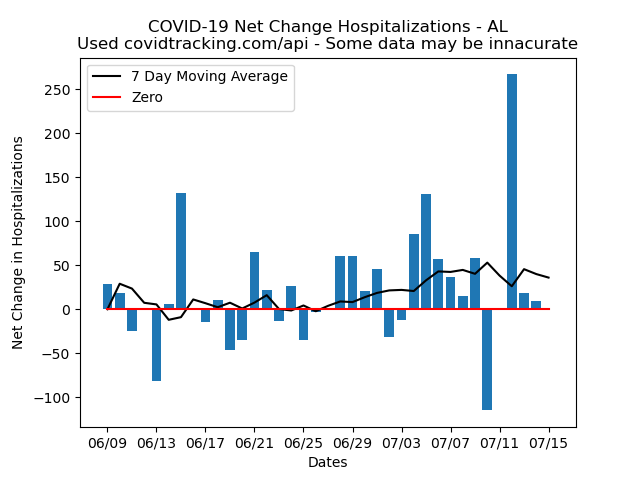 COVID-19 Net Change Hospitalizations - AL
Used covidtracking.com/api - Some data may be innacurate
7 Day Moving Average
Zero
Net Change in Hospitalizations
250
200
150
100
50
0
−50
−100
06/09 06/13 06/17 06/21 06/25 06/29 07/03 07/07 07/11 07/15
Dates